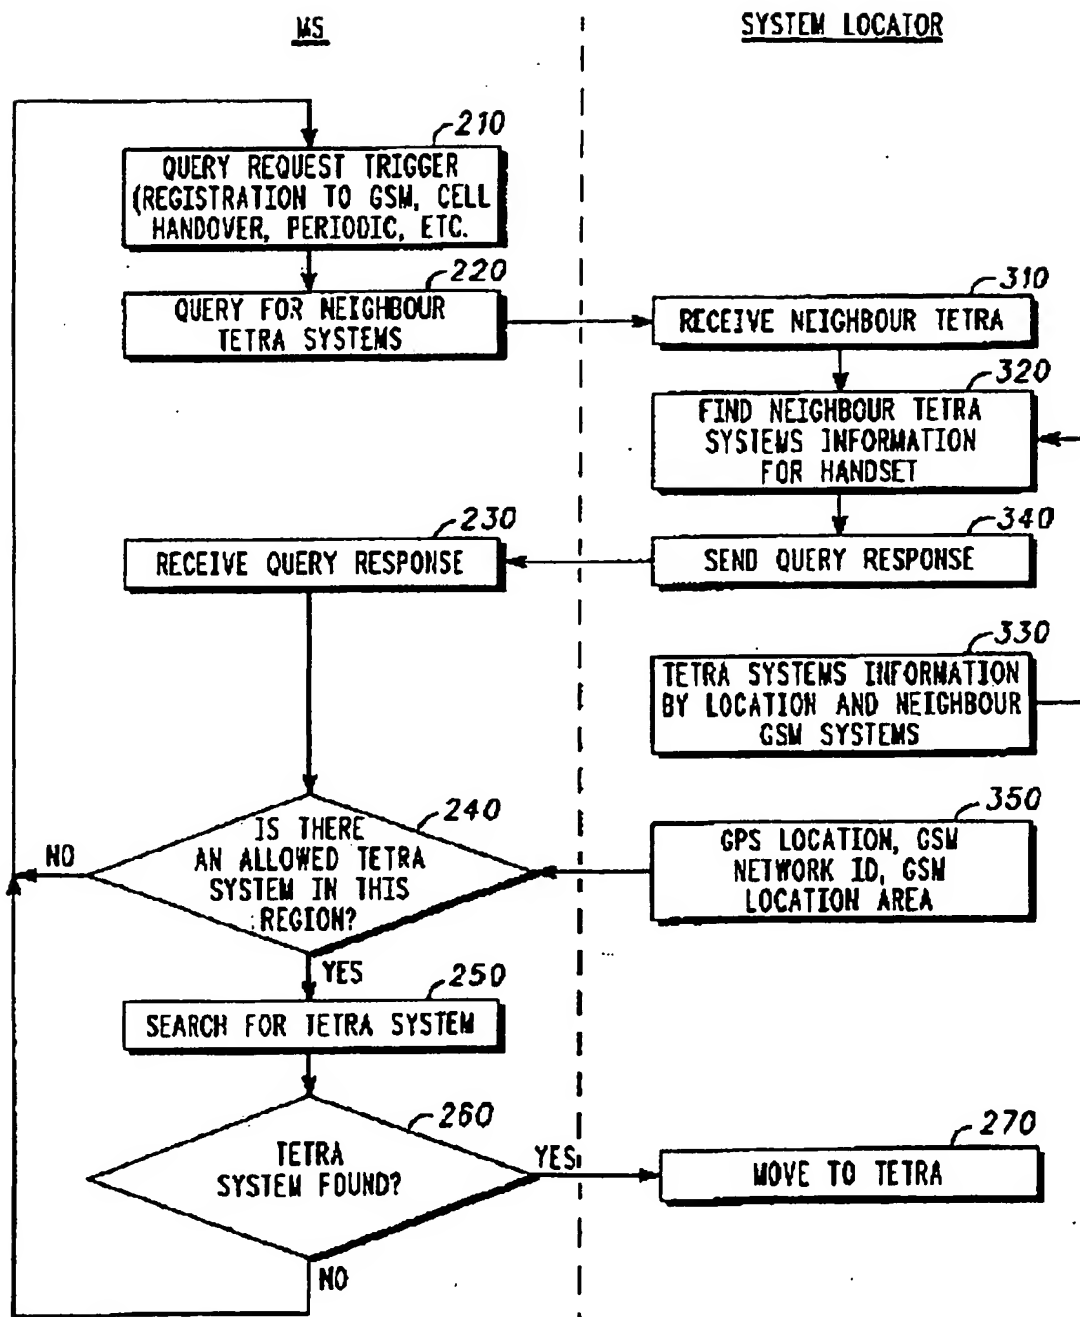 MS
SYSTEM LOCATOR
210
QUERY REQUEST TRIGGER
(REGISTRATION TO GSM, CELL
HANDOVER, PERIODIC, ETC.
220
QUERY FOR NEIGHBOUR
TETRA SYSTEMS
310
RECEIVE NEIGHBOUR TETRA
320
FIND NEIGHBOUR TETRA
SYSTEMS INFORMATION
FOR HANDSET
230
RECEIVE QUERY RESPONSE
340
SEND QUERY RESPONSE
330
TETRA SYSTEMS INFORMATION
BY LOCATION AND NEIGHBOUR
GSM SYSTEMS
240
IS THERE
AN ALLOWED TETRA
SYSTEM IN THIS
REGION?
NO
YES
350
GPS LOCATION, GSM
NETWORK ID, GSM
LOCATION AREA
250
SEARCH FOR TETRA SYSTEM
260
TETRA
SYSTEM FOUND?
YES
NO
270
MOVE TO TETRA